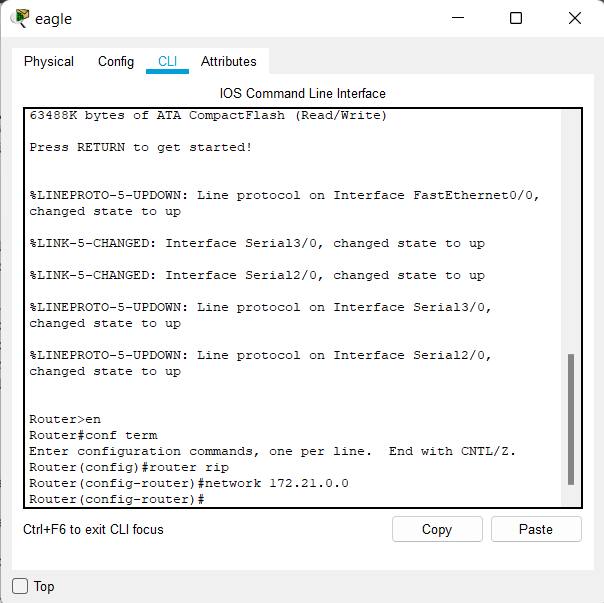 eagle
Physical Config CLI Attributes
IOS Command Line Interface
63488K bytes of ATA CompactFlash (Read/Write)
Press RETURN to get started!
%LINEPROTO-5-UPDOWN: Line protocol on Interface FastEthernet0/0,
changed state to up
%LINK-5-CHANGED: Interface Serial3/0, changed state to up
%LINK-5-CHANGED: Interface Serial2/0, changed state to up
%LINEPROTO-5-UPDOWN: Line protocol on Interface Serial3/0,
changed state to up
%LINEPROTO-5-UPDOWN: Line protocol on Interface Serial2/0,
changed state to up
Router>en
Router#conf term
Enter configuration commands, one per line.  End with CNTL/Z.
Router(config)#router rip
Router(config-router)#network 172.21.0.0
Router(config-router)#
Ctrl+F6 to exit CLI focus
Copy Paste
Top